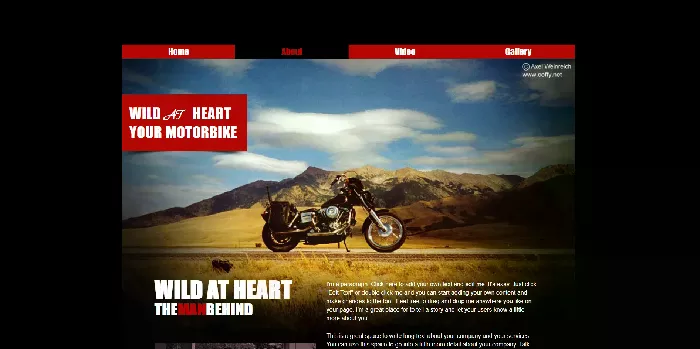 Home
About
Video
Gallery
© Axel Weinreich
www.coffy.net
WILD AT HEART
YOUR MOTORBIKE
WILD AT HEART
THE MAN BEHIND
I'm a paragraph. Click here to add your own text and edit me. It's easy. Just click
"Edit Text" or double click me and you can start adding your own content and
make changes to the font. Feel free to drag and drop me anywhere you like on
your page. I'm a great place for to tell a story and let your users know a little
more about you.
This is a great space to write long text about your company and your services.
You can use this space to go into a little more detail about your company. Talk